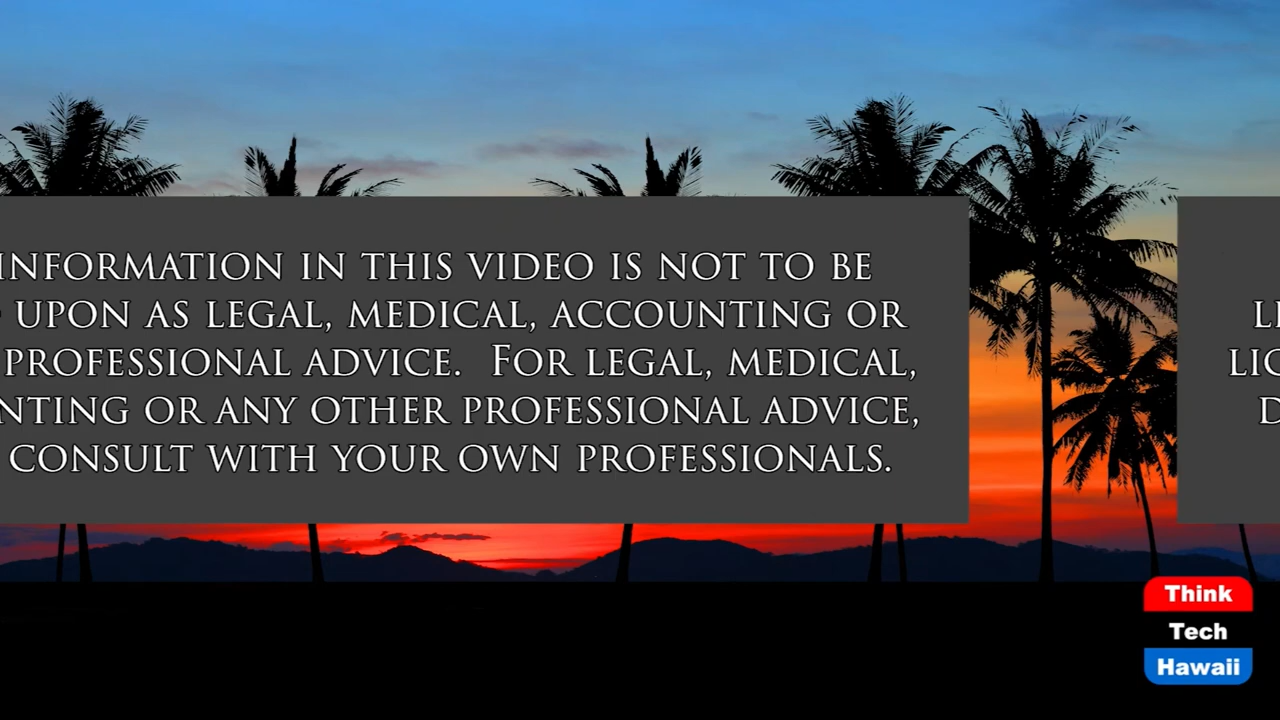 INFORMATION IN THIS VIDEO IS NOT TO BE
UPON AS LEGAL, MEDICAL, ACCOUNTING OR
PROFESSIONAL ADVICE. FOR LEGAL, MEDICAL,
NTING OR ANY OTHER PROFESSIONAL ADVICE,
CONSULT WITH YOUR OWN PROFESSIONALS.
Think
Tech
Hawaii